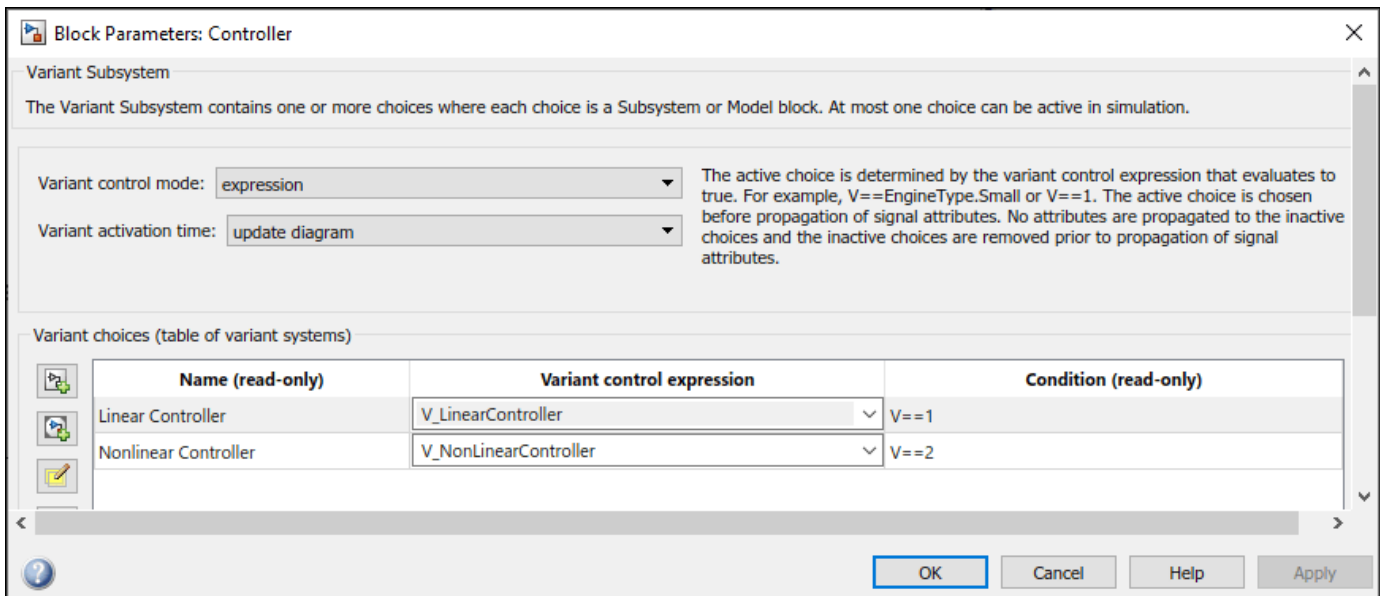 Block Parameters: Controller
Variant Subsystem
The Variant Subsystem contains one or more choices where each choice is a Subsystem or Model block. At most one choice can be active in simulation.
Variant control mode: expression
Variant activation time: update diagram
The active choice is determined by the variant control expression that evaluates to
true. For example, V==EngineType.Small or V==1. The active choice is chosen
before propagation of signal attributes. No attributes are propagated to the inactive
choices and the inactive choices are removed prior to propagation of signal
attributes.
Variant choices (table of variant systems)
Name (read-only) Variant control expression Condition (read-only)
Linear Controller V_LinearController V==1
Nonlinear Controller V_NonLinearController V==2
OK Cancel Help Apply